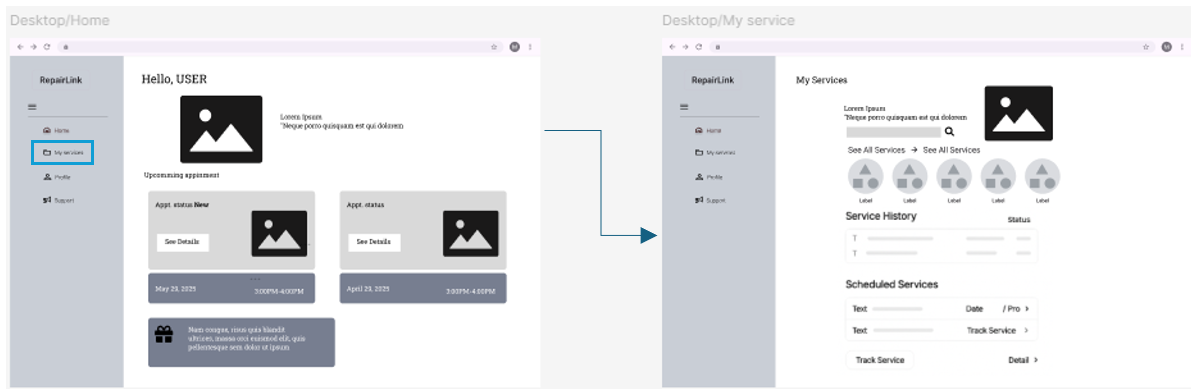 Desktop/Home
RepairLink
Home
My services
Profile
Support
Hello, USER
Lorem Ipsum
"Neque porro quisquam est qui dolorem
Upcomming appinment
Appt. status New
See Details
May 23, 2025
3:00PM-4:00PM
Appt. status
See Details
April 23, 2025
3:00PM-4:00PM
Nam congue, risus quis blandit
ultrices, massa orci euismod elit, quis
pellentesque sem dolor ut ipsum
Desktop/My service
RepairLink
Home
My services
Profile
Support
My Services
Lorem Ipsum
"Neque porro quisquam est qui dolorem
See All Services → See All Services
Label Label Label Label Label
Service History
Status
T
T
Scheduled Services
Text Date / Pro >
Text Track Service >
Track Service Detail >